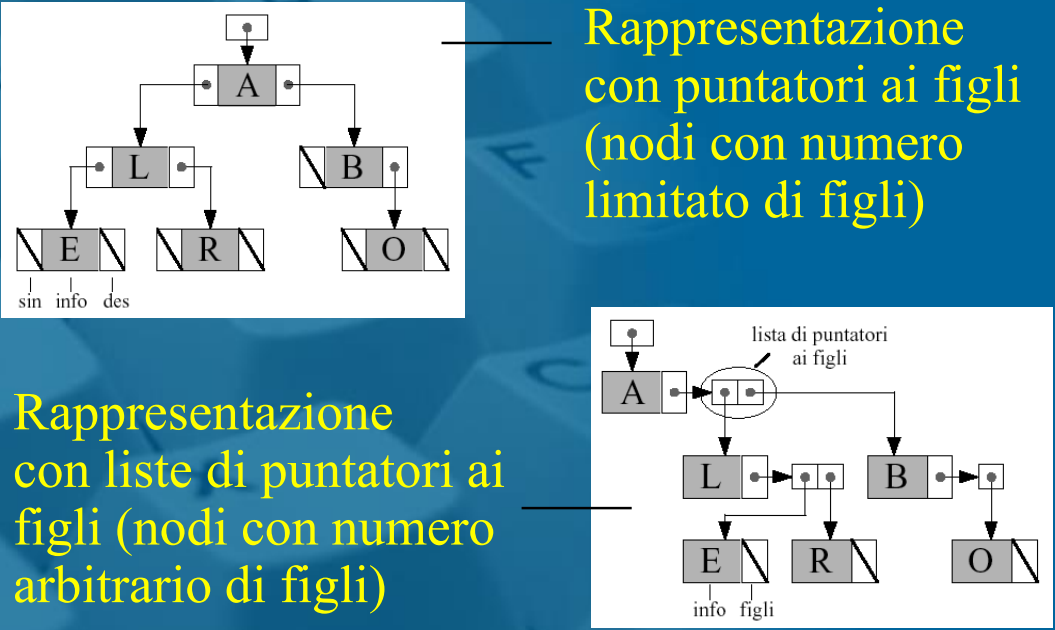 Rappresentazione
con puntatori ai figli
(nodi con numero
limitato di figli)
A
L
B
E
R
O
sin info des
Rappresentazione
con liste di puntatori ai
figli (nodi con numero
arbitrario di figli)
lista di puntatori
ai figli
A
L
B
E
R
O
info figli